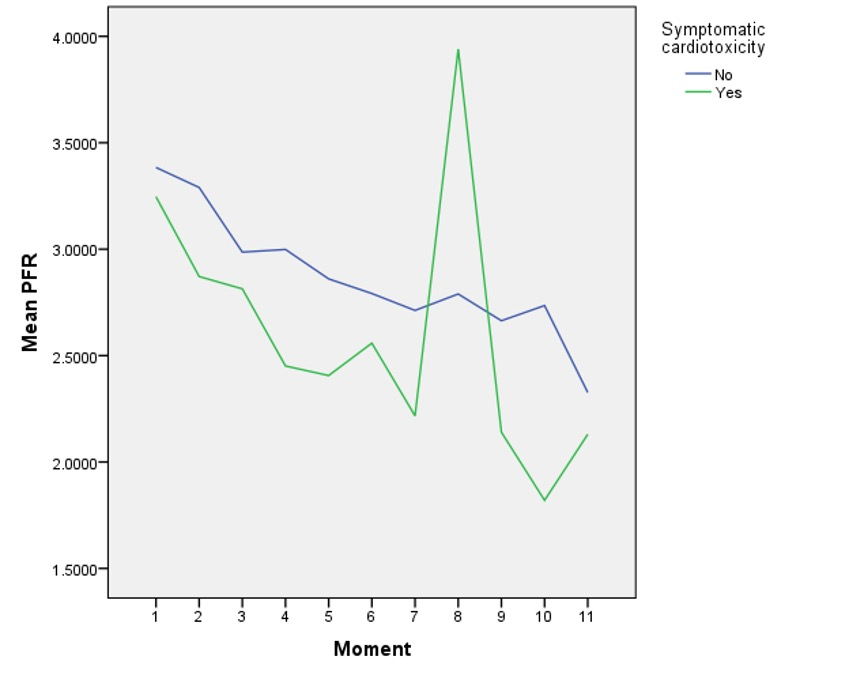 Symptomatic
cardiotoxicity
No
Yes
Mean PFR
4.0000
3.5000
3.0000
2.5000
2.0000
1.5000
1 2 3 4 5 6 7 8 9 10 11
Moment